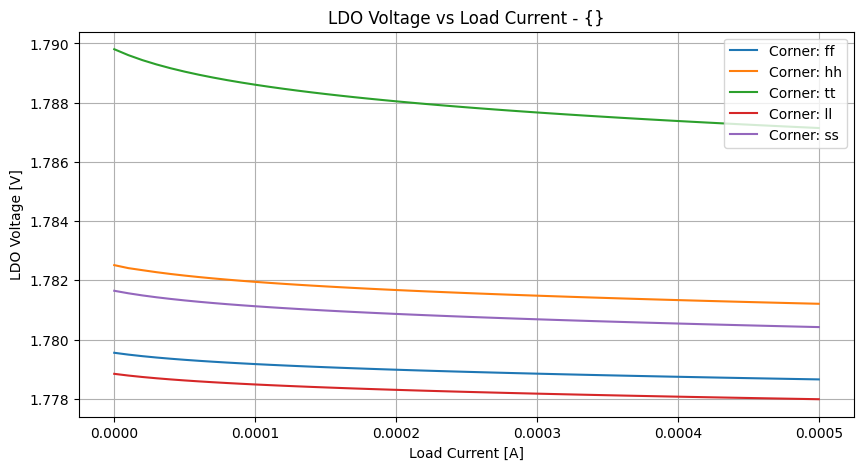 LDO Voltage vs Load Current - {}
LDO Voltage [V]
1.790
1.788
1.786
1.784
1.782
1.780
1.778
Corner: ff
Corner: hh
Corner: tt
Corner: ll
Corner: ss
0.0000
0.0001
0.0002
0.0003
0.0004
0.0005
Load Current [A]